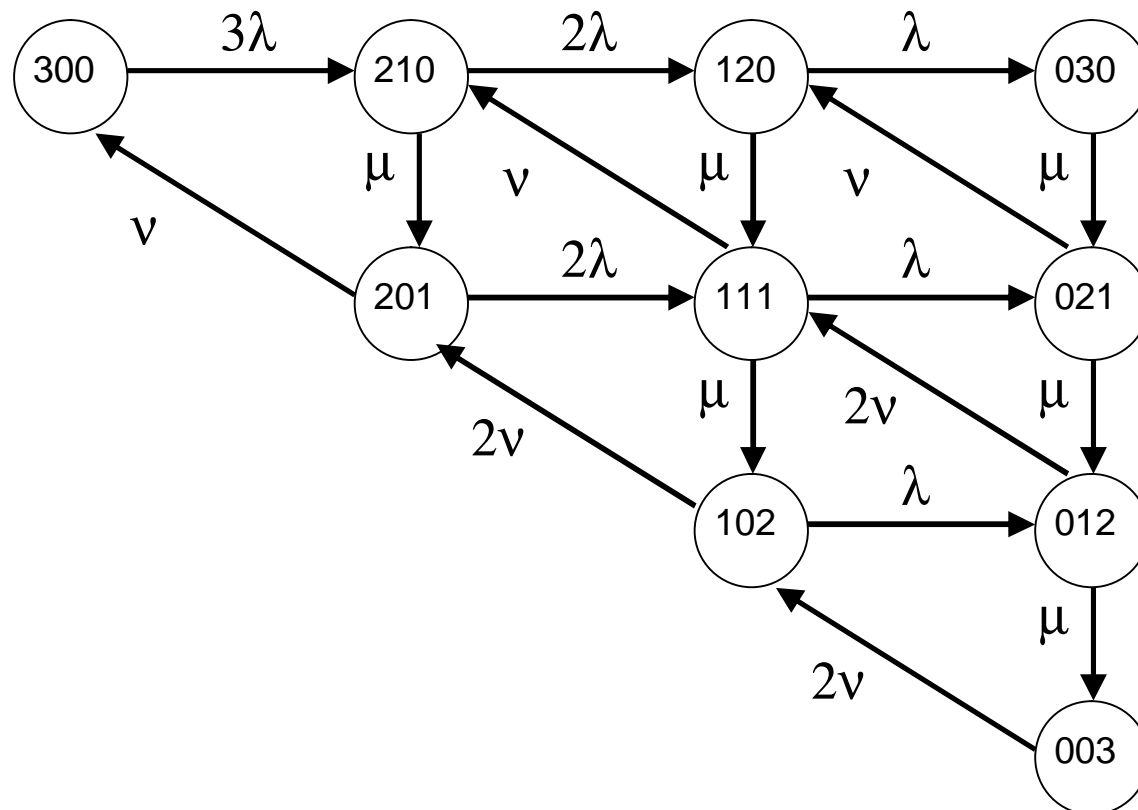 3λ 2λ λ
300 210 120 030
μ ν μ ν μ
ν
2λ λ
201 111 021
μ 2ν μ
2ν
λ
102 012
μ
2ν
003